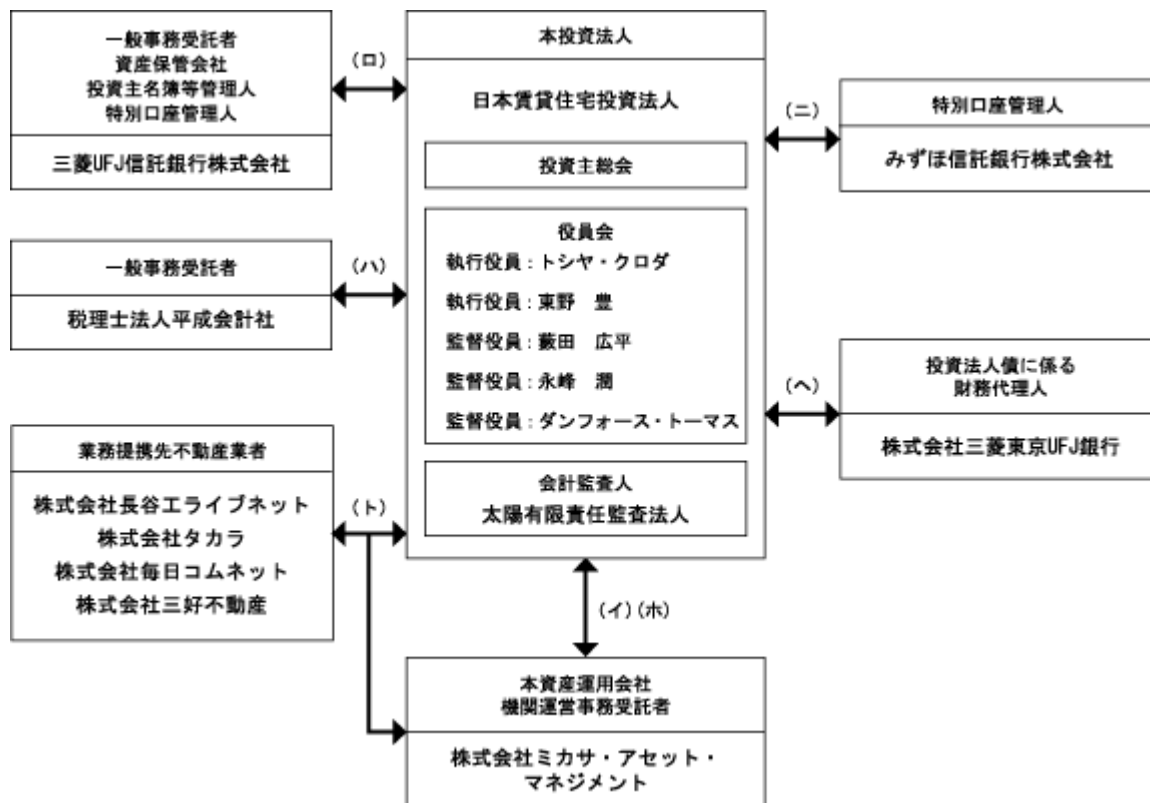 一般事務受託者
資産保管会社
投資主名簿等管理人
特別口座管理人
三菱UFJ信託銀行株式会社
(ロ)
本投資法人
日本賃貸住宅投資法人
投資主総会
役員会
執行役員:トシヤ・クロダ
執行役員:東野 豊
監督役員:藪田 広平
監督役員:永峰 潤
監督役員:ダンフォース・トーマス
会計監査人
太陽有限責任監査法人
(ニ)
特別口座管理人
みずほ信託銀行株式会社
一般事務受託者
税理士法人平成会計社
(ハ)
(ヘ)
投資法人債に係る
財務代理人
株式会社三菱東京UFJ銀行
業務提携先不動産業者
株式会社長谷工ライブネット
株式会社タカラ
株式会社毎日コムネット
株式会社三好不動産
(ト)
(イ)(ホ)
本資産運用会社
機関運営事務受託者
株式会社ミカサ・アセット・
マネジメント